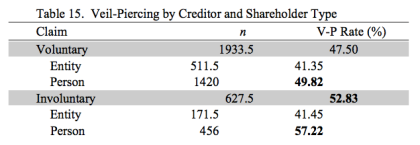 Table 15. Veil-Piercing by Creditor and Shareholder Type
Claim n V-P Rate (%)
Voluntary 1933.5 47.50
Entity 511.5 41.35
Person 1420 49.82
Involuntary 627.5 52.83
Entity 171.5 41.45
Person 456 57.22